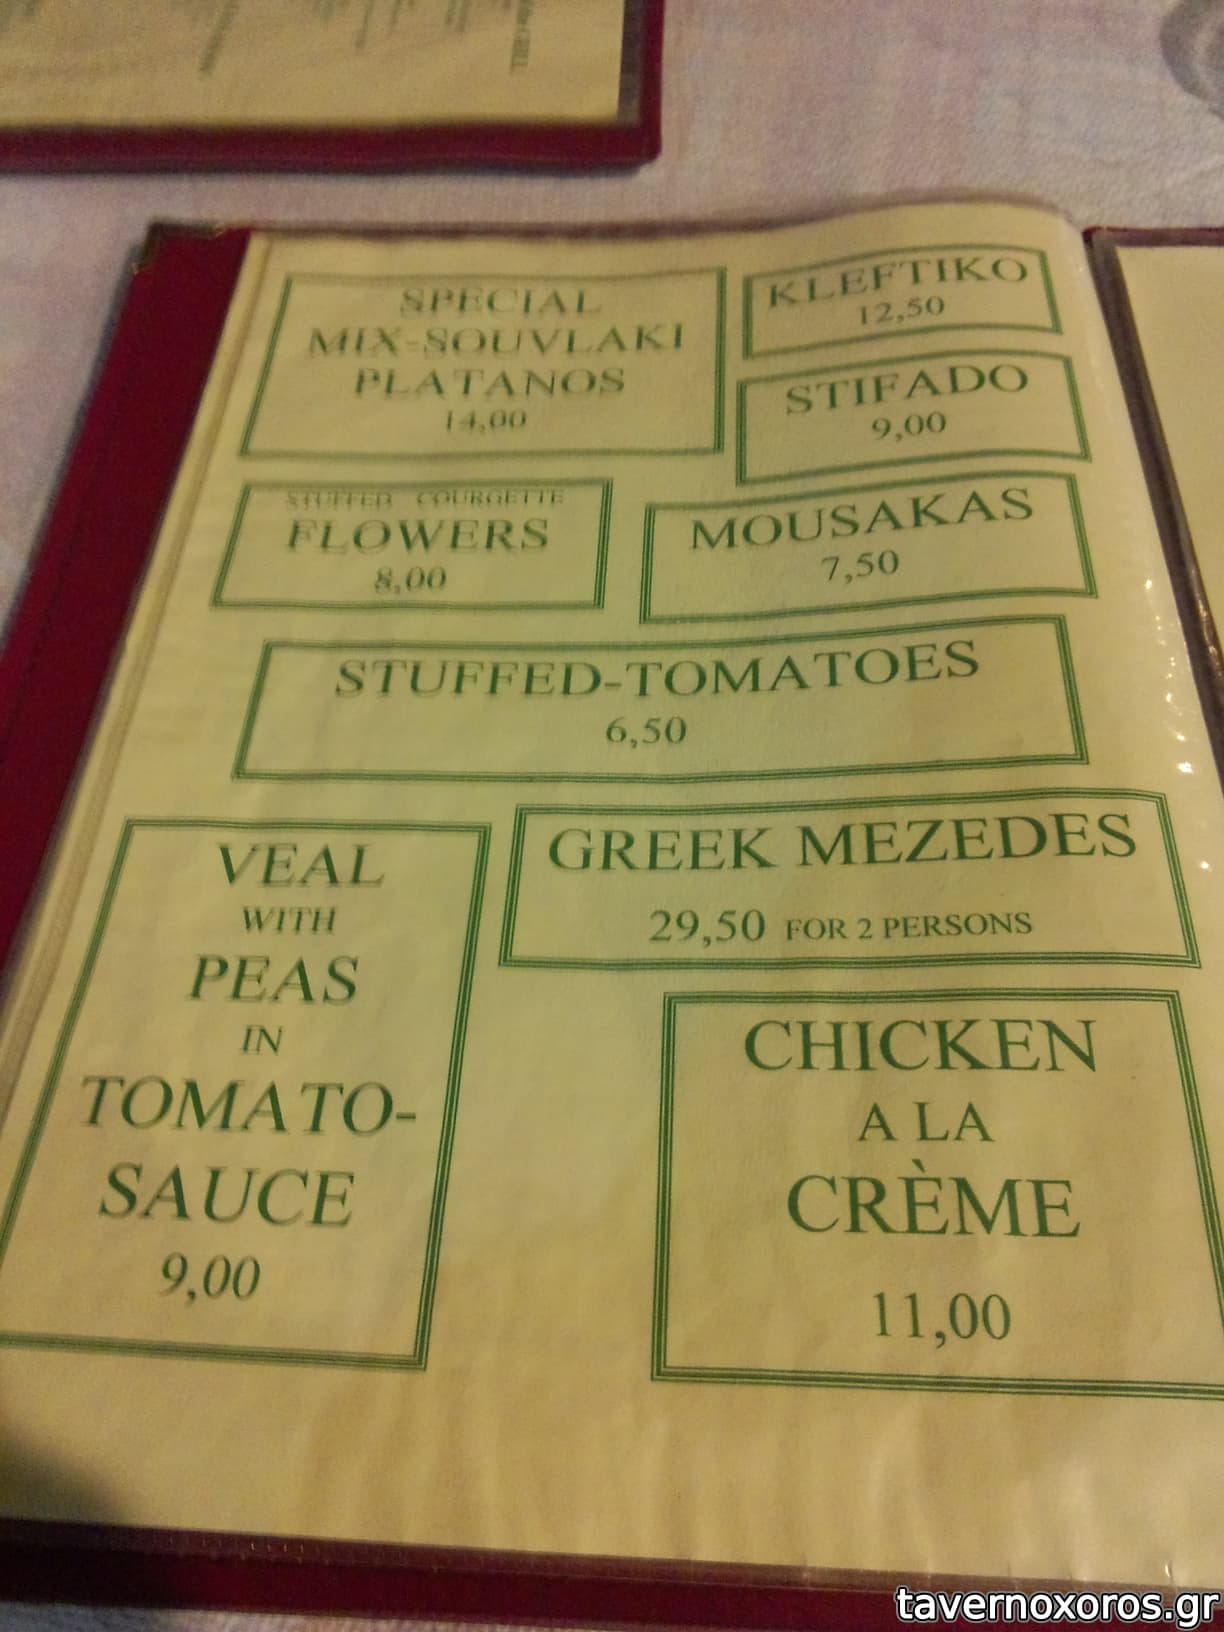 SPECIAL
MIX-SOUVLAKI
PLATANOS
14,00
KLEFTIKO
12,50
STIFADO
9,00
STUFFED COURGETTE
FLOWERS
8,00
MOUSAKAS
7,50
STUFFED-TOMATOES
6,50
VEAL
WITH
PEAS
IN
TOMATO-
SAUCE
9,00
GREEK MEZEDES
29,50 FOR 2 PERSONS
CHICKEN
A LA
CRÈME
11,00
tavernoxoros.gr